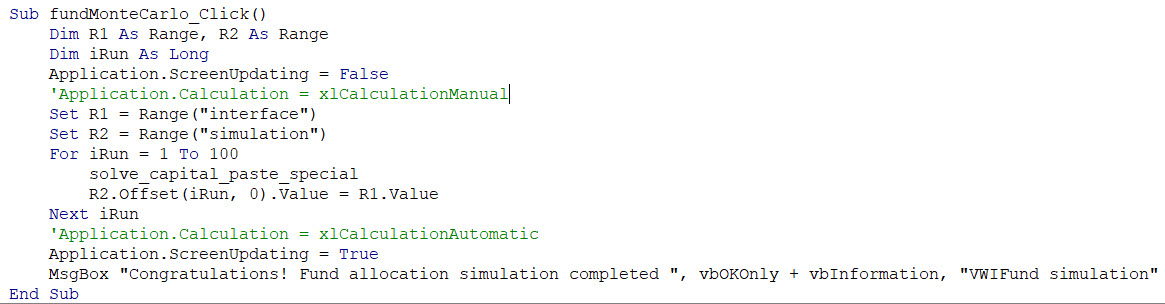 Sub fundMonteCarlo_Click()
    Dim R1 As Range, R2 As Range
    Dim iRun As Long
    Application.ScreenUpdating = False
    'Application.Calculation = xlCalculationManual
    Set R1 = Range("interface")
    Set R2 = Range("simulation")
    For iRun = 1 To 100
        solve_capital_paste_special
        R2.Offset(iRun, 0).Value = R1.Value
    Next iRun
    'Application.Calculation = xlCalculationAutomatic
    Application.ScreenUpdating = True
    MsgBox "Congratulations! Fund allocation simulation completed ", vbOKOnly + vbInformation, "VWIFund simulation"
End Sub